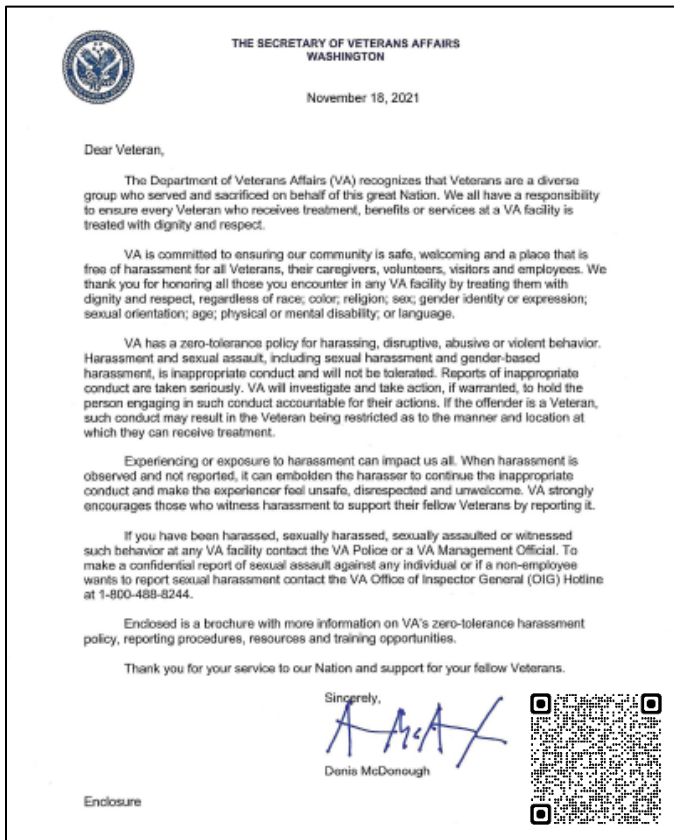 THE SECRETARY OF VETERANS AFFAIRS
WASHINGTON
November 18, 2021
Dear Veteran,
The Department of Veterans Affairs (VA) recognizes that Veterans are a diverse
group who served and sacrificed on behalf of this great Nation. We all have a responsibility
to ensure every Veteran who receives treatment, benefits or services at a VA facility is
treated with dignity and respect.
VA is committed to ensuring our community is safe, welcoming and a place that is
free of harassment for all Veterans, their caregivers, volunteers, visitors and employees. We
thank you for honoring all those you encounter in any VA facility by treating them with
dignity and respect, regardless of race; color; religion; sex; gender identity or expression;
sexual orientation; age; physical or mental disability; or language.
VA has a zero-tolerance policy for harassing, disruptive, abusive or violent behavior.
Harassment and sexual assault, including sexual harassment and gender-based
harassment, is inappropriate conduct and will not be tolerated. Reports of inappropriate
conduct are taken seriously. VA will investigate and take action, if warranted, to hold the
person engaging in such conduct accountable for their actions. If the offender is a Veteran,
such conduct may result in the Veteran being restricted as to the manner and location at
which they can receive treatment.
Experiencing or exposure to harassment can impact us all. When harassment is
observed and not reported, it can embolden the harasser to continue the inappropriate
conduct and make the experiencer feel unsafe, disrespected and unwelcome. VA strongly
encourages those who witness harassment to support their fellow Veterans by reporting it.
If you have been harassed, sexually harassed, sexually assaulted or witnessed
such behavior at any VA facility contact the VA Police or a VA Management Official. To
make a confidential report of sexual assault against any individual or if a non-employee
wants to report sexual harassment contact the VA Office of Inspector General (OIG) Hotline
at 1-800-488-8244.
Enclosed is a brochure with more information on VA's zero-tolerance harassment
policy, reporting procedures, resources and training opportunities.
Thank you for your service to our Nation and support for your fellow Veterans.
Sincerely,
Denis McDonough
Enclosure